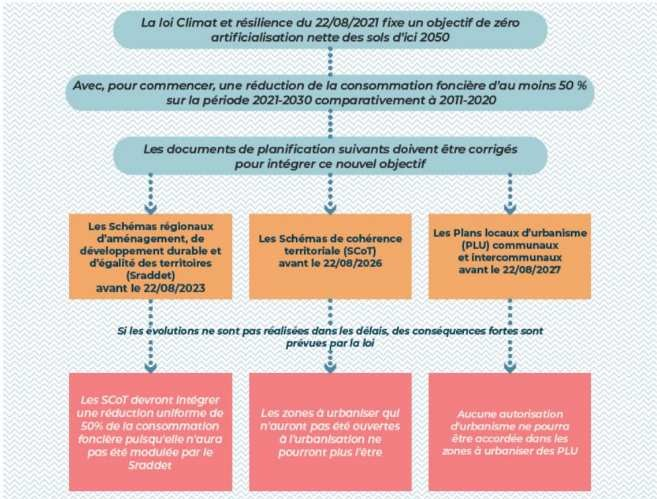 La loi Climat et résilience du 22/08/2021 fixe un objectif de zéro
artificialisation nette des sols d'ici 2050
Avec, pour commencer, une réduction de la consommation foncière d'au moins 50 %
sur la période 2021-2030 comparativement à 2011-2020
Les documents de planification suivants doivent être corrigés
pour intégrer ce nouvel objectif
Les Schémas régionaux
d'aménagement, de
développement durable et
d'égalité des territoires
(Sraddet)
avant le 22/08/2023
Les Schémas de cohérence
territoriale (SCoT)
avant le 22/08/2026
Les Plans locaux d'urbanisme
(PLU) communaux
et intercommunaux
avant le 22/08/2027
Si les évolutions ne sont pas réalisées dans les délais, des conséquences fortes sont
prévues par la loi
Les SCoT devront intégrer
une réduction uniforme de
50% de la consommation
foncière puisqu'elle n'aura
pas été modulée par le
Sraddet
Les zones à urbaniser qui
n'auront pas été ouvertes
à l'urbanisation ne
pourront plus l'être
Aucune autorisation
d'urbanisme ne pourra
être accordée dans les
zones à urbaniser des PLU